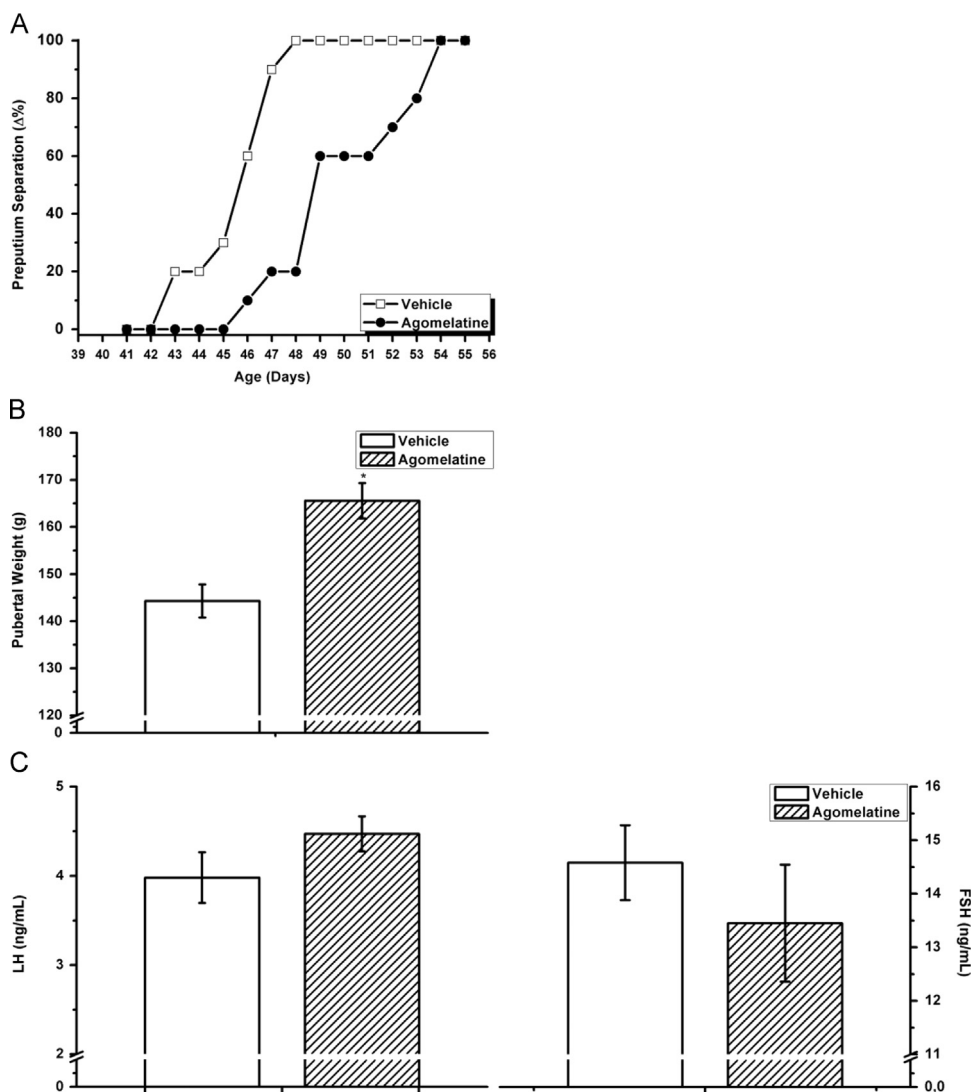 A
100
80
60
40
20
0
Preputium Separation (Δ%)
Vehicle
Agomelatine
39 40 41 42 43 44 45 46 47 48 49 50 51 52 53 54 55 56
Age (Days)
B
180
170
160
150
140
130
120
0
Pubertal Weight (g)
Vehicle
Agomelatine
*
C
5
4
3
2
0
LH (ng/mL)
Vehicle
Agomelatine
16
15
14
13
12
11
0,0
FSH (ng/mL)